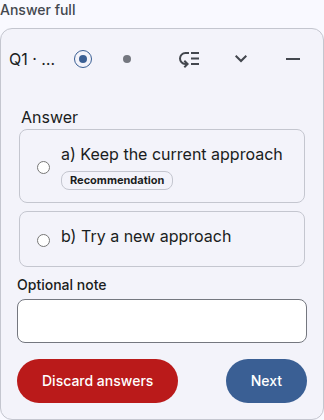 Answer full
Q1 · ...
Answer
a) Keep the current approach
Recommendation
b) Try a new approach
Optional note
Discard answers
Next